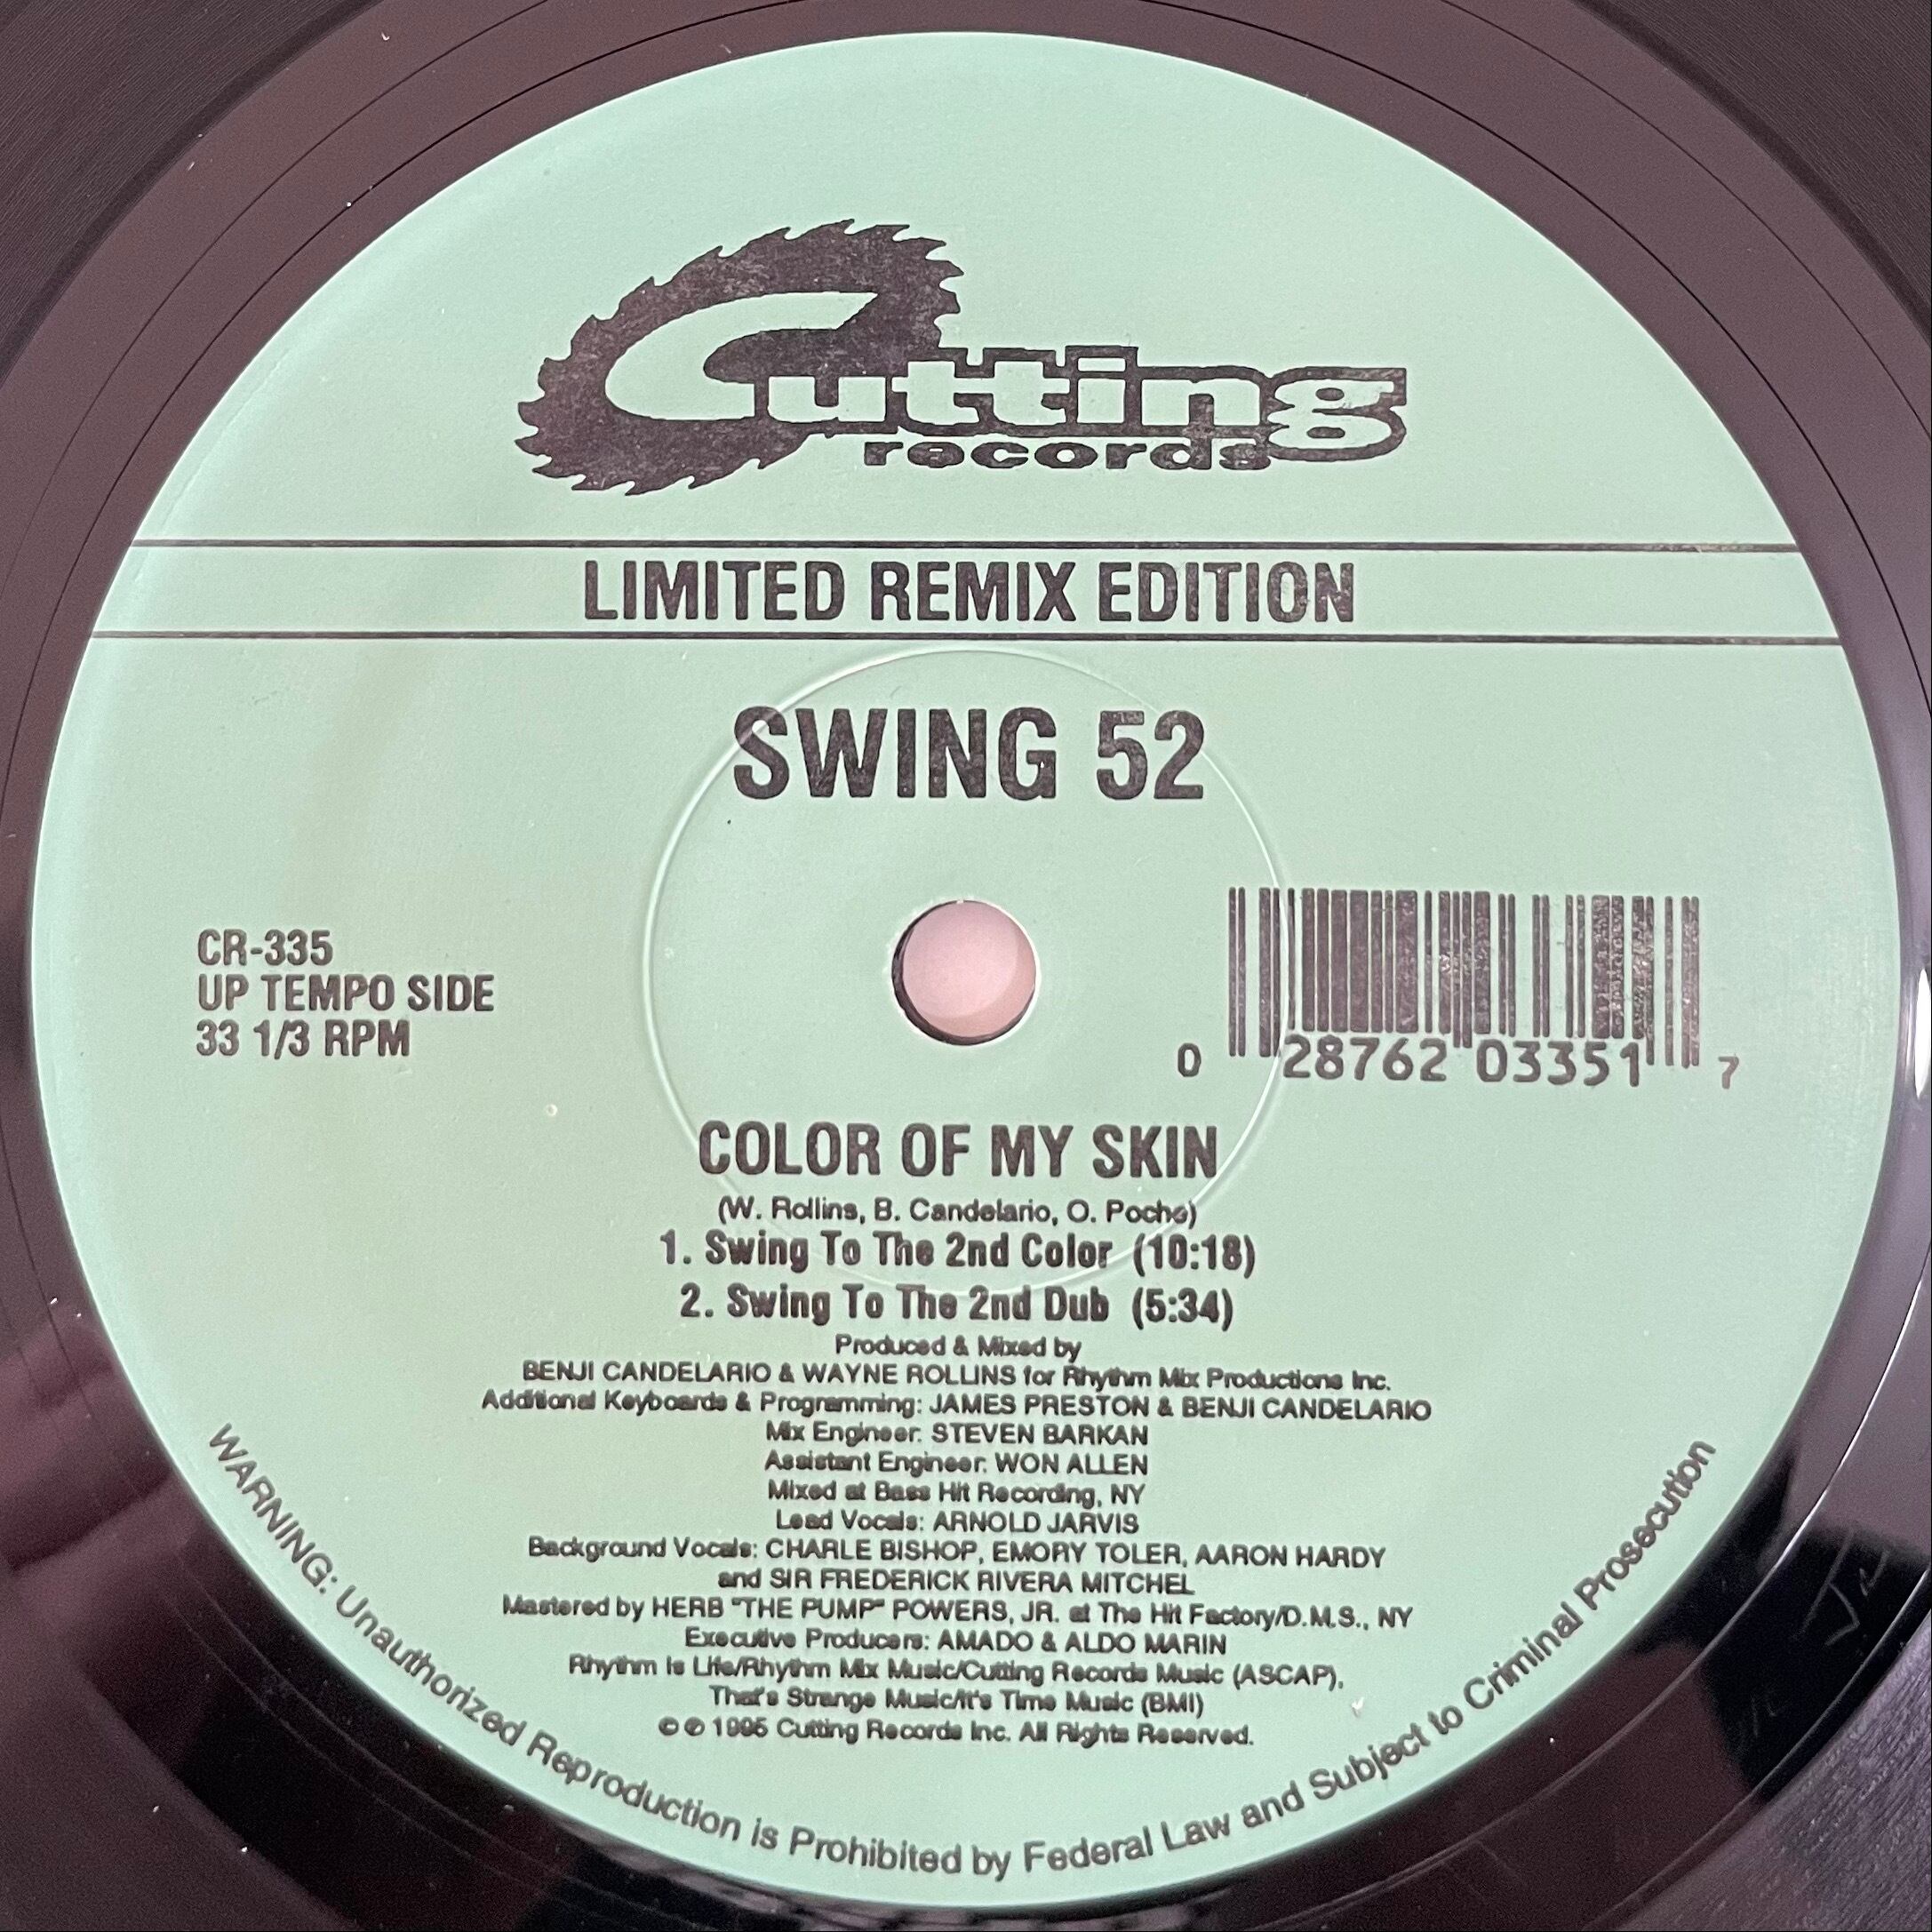 Cutting
records
LIMITED REMIX EDITION
SWING 52
CR-335
UP TEMPO SIDE
33 1/3 RPM
0 28762 03351 7
COLOR OF MY SKIN
(W. Rollins, B. Candelario, O. Poche)
1. Swing To The 2nd Color (10:18)
2. Swing To The 2nd Dub (5:34)
Produced & Mixed by
BENJI CANDELARIO & WAYNE ROLLINS for Rhythm Mix Productions Inc.
Additional Keyboards & Programming: JAMES PRESTON & BENJI CANDELARIO
Mix Engineer: STEVEN BARKAN
Assistant Engineer: WON ALLEN
Mixed at Bass Hit Recording, NY
Lead Vocals: ARNOLD JARVIS
Background Vocals: CHARLE BISHOP, EMORY TOLER, AARON HARDY
and SIR FREDERICK RIVERA MITCHEL
Mastered by HERB "THE PUMP" POWERS, JR. at The Hit Factory/D.M.S., NY
Executive Producers: AMADO & ALDO MARIN
Rhythm Is Life/Rhythm Mix Music/Cutting Records Music (ASCAP),
That's Strange Music/It's Time Music (BMI)
© ℗ 1995 Cutting Records Inc. All Rights Reserved.
WARNING: Unauthorized Reproduction is Prohibited by Federal Law and Subject to Criminal Prosecution